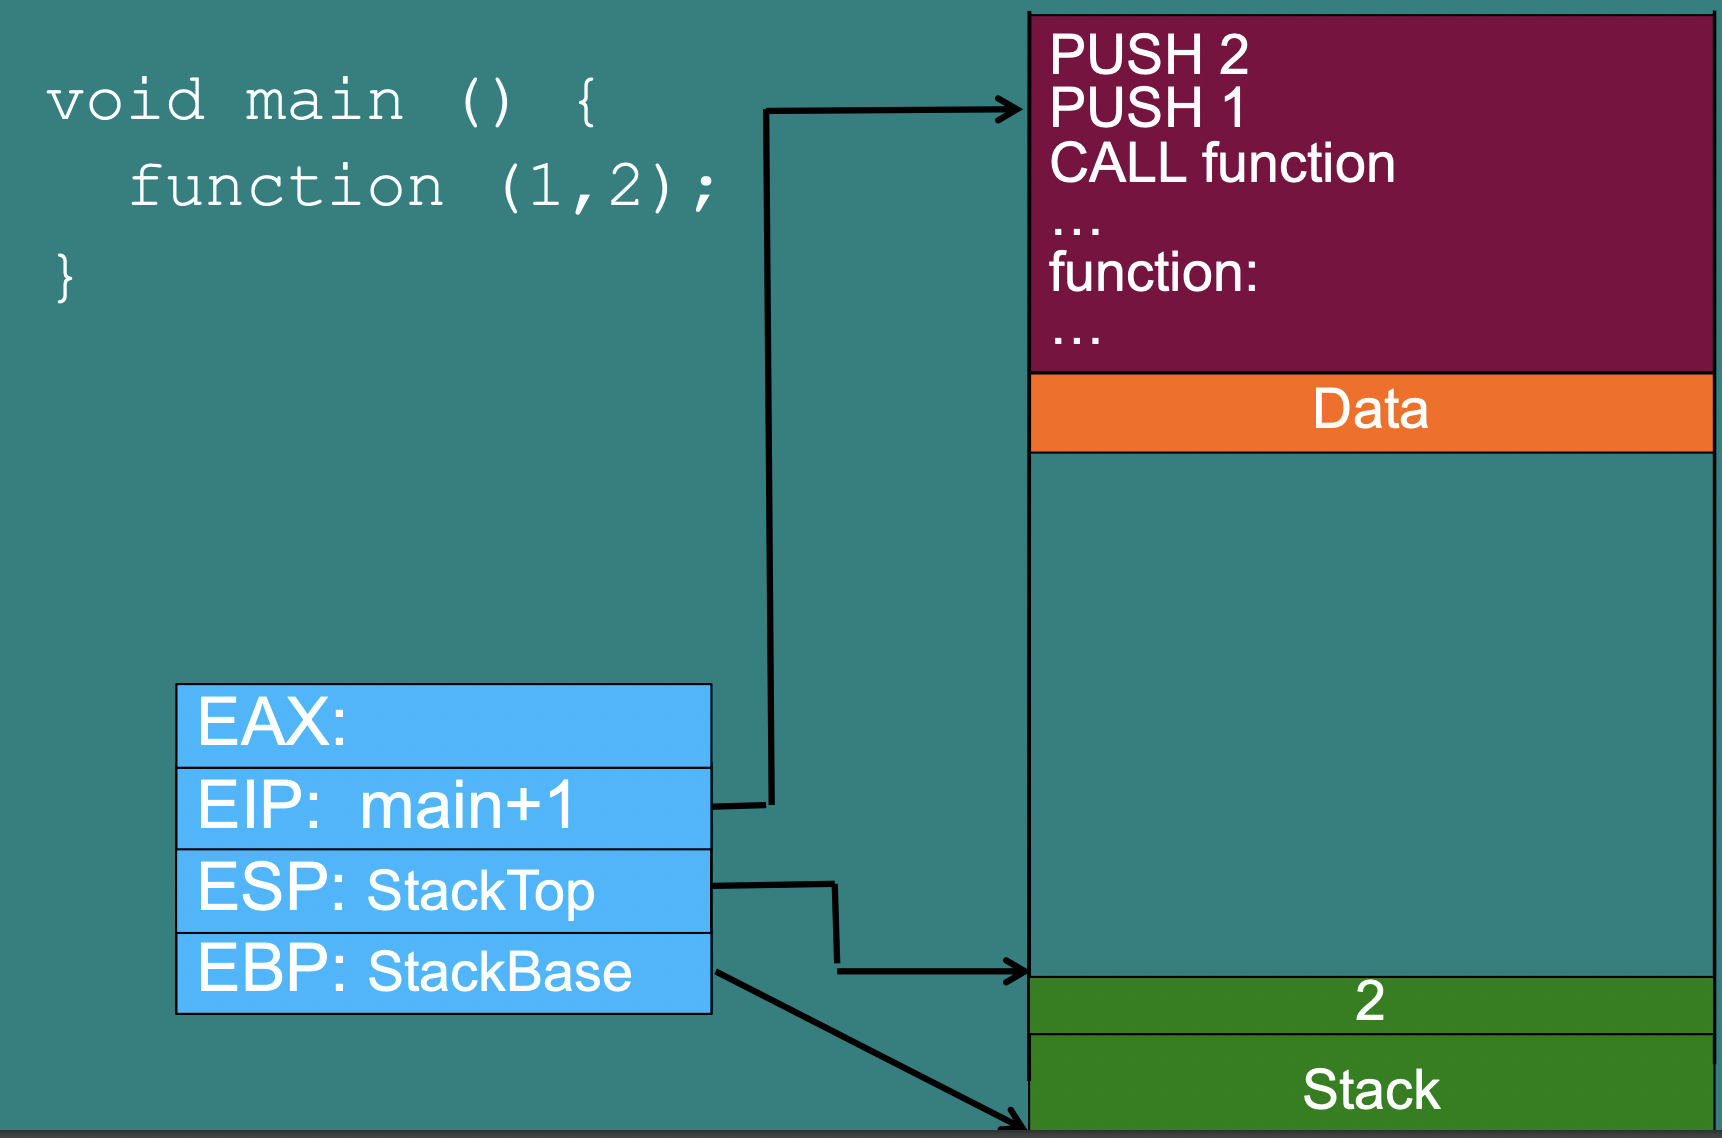 void main () {
function (1,2);
}
PUSH 2
PUSH 1
CALL function
…
function:
…
Data
EAX:
EIP: main+1
ESP: StackTop
EBP: StackBase
2
Stack